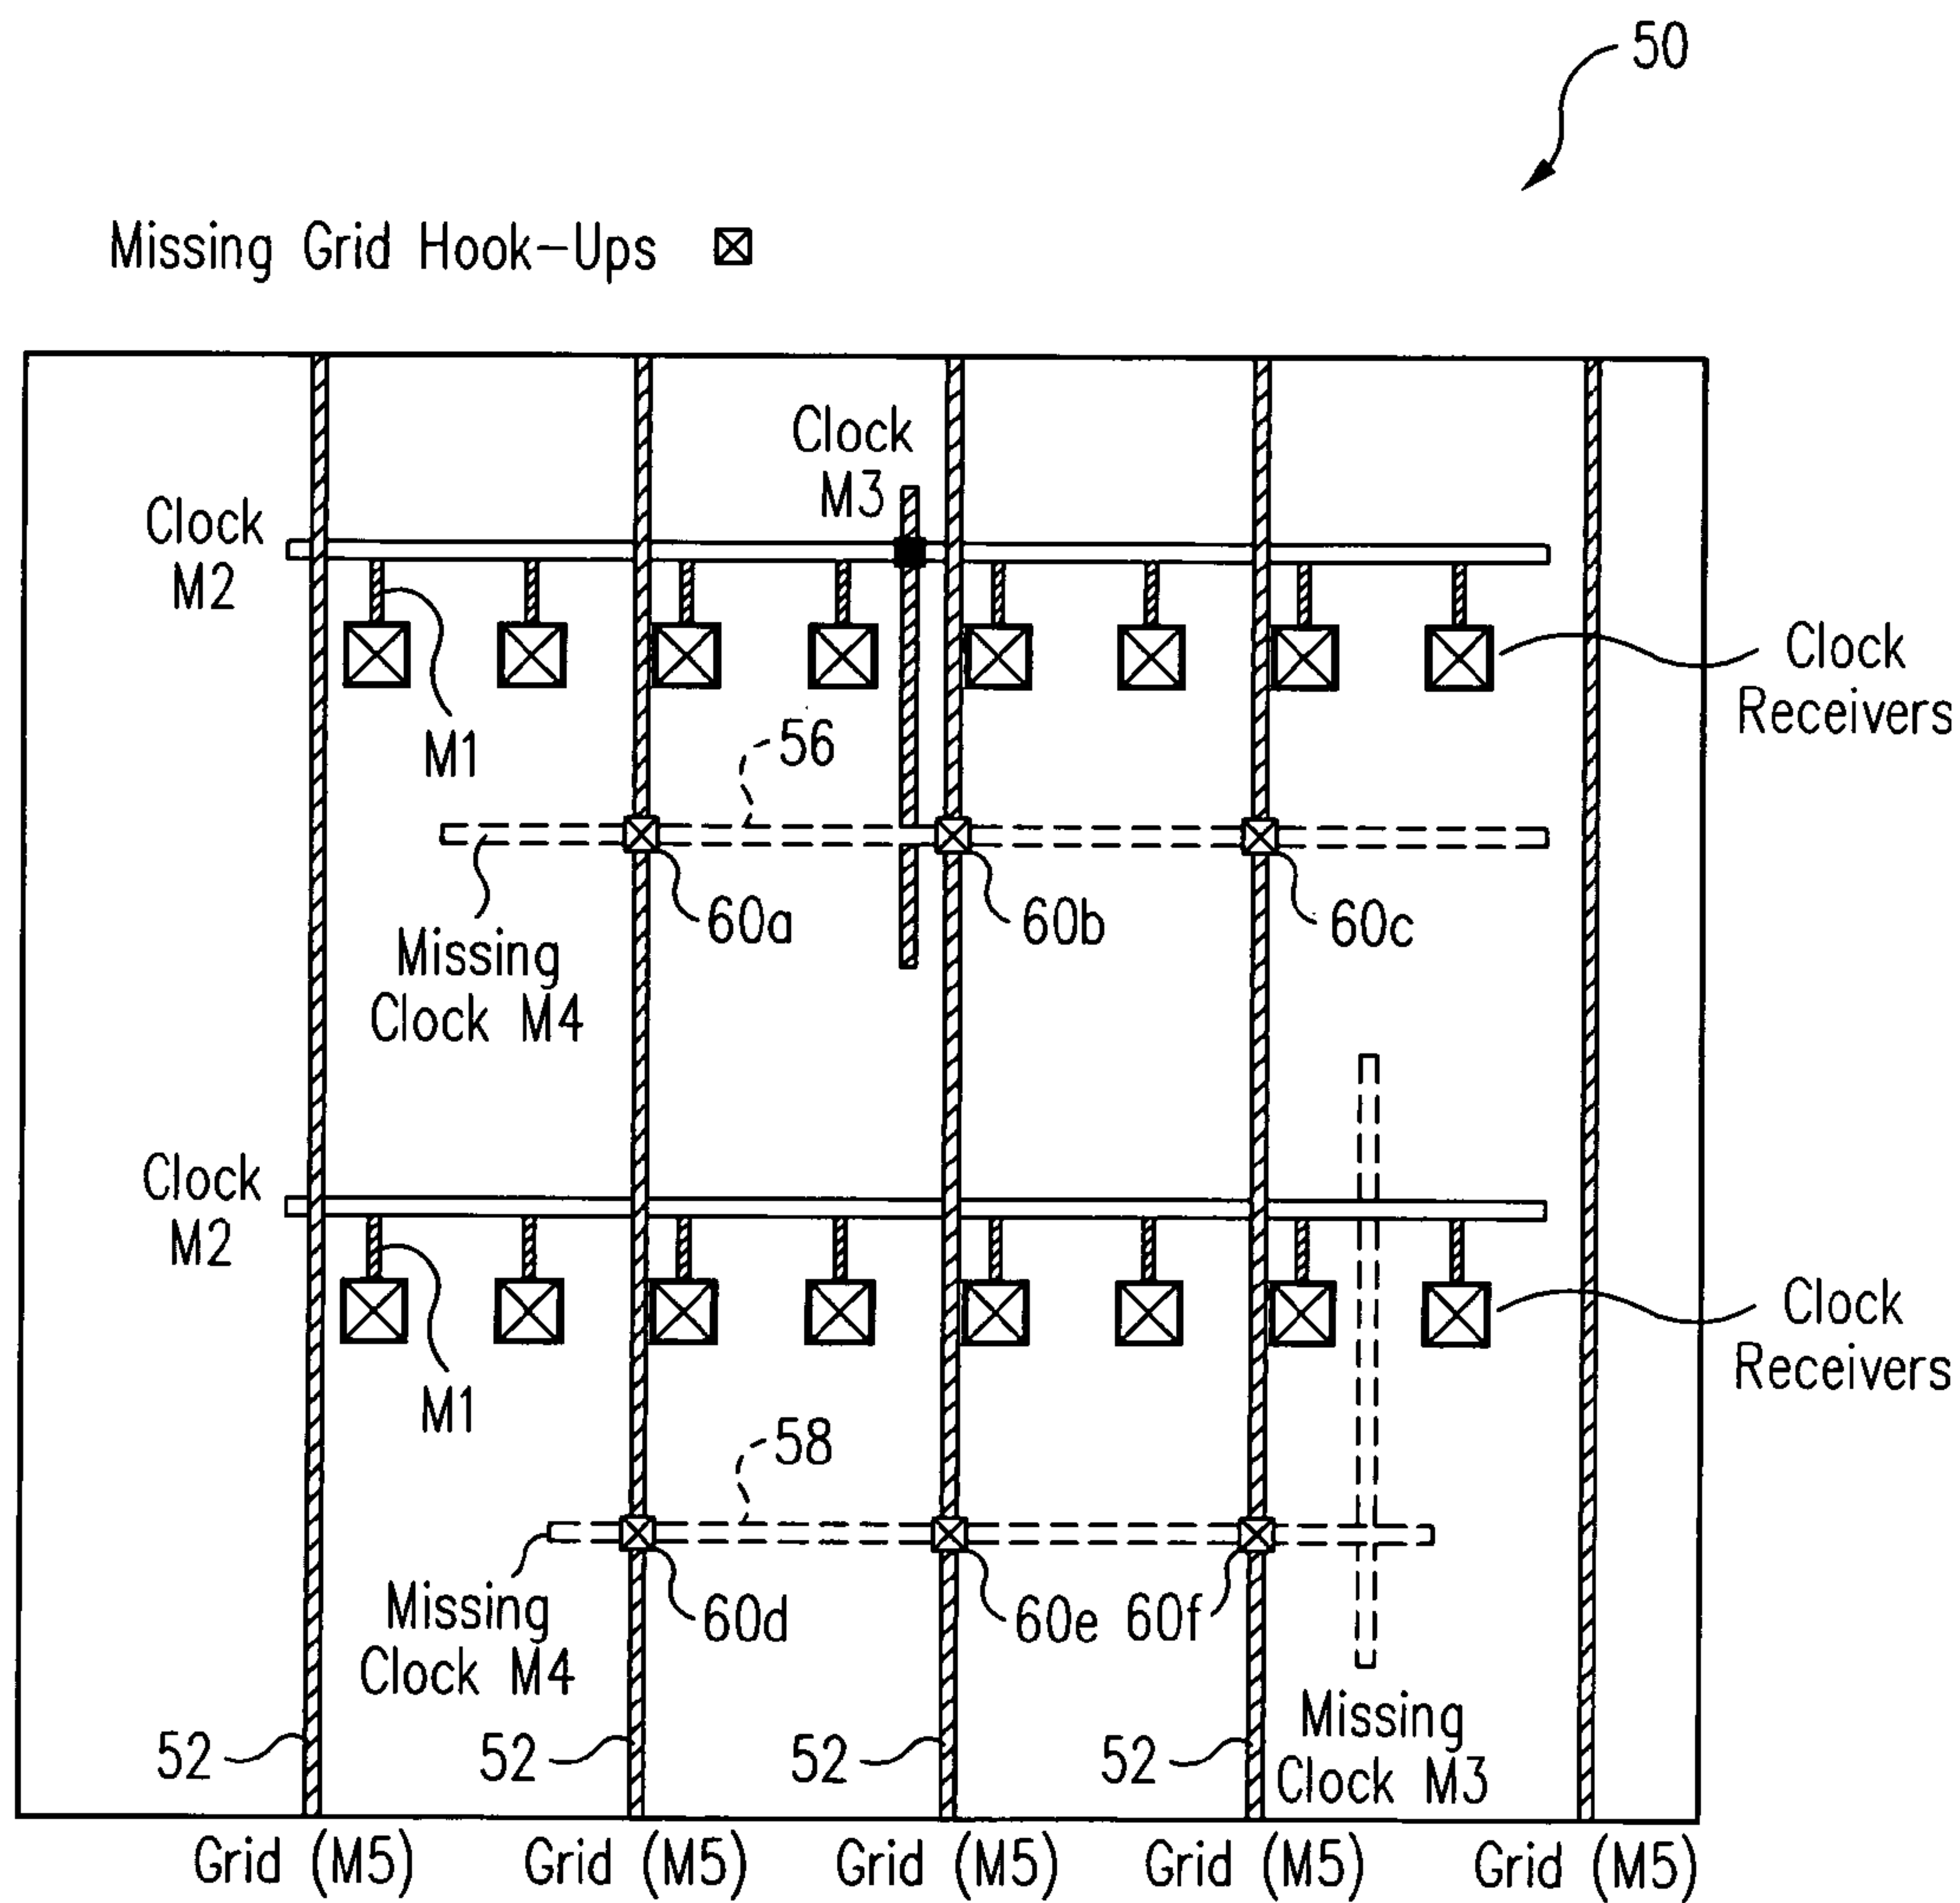 50
Missing Grid Hook-Ups
Clock
M3
Clock
M2
Clock
Receivers
M1
56
60a
60b
60c
Missing
Clock M4
Clock
M2
Clock
Receivers
M1
58
60d
60e
60f
Missing
Clock M4
Missing
Clock M3
52
52
52
52
Grid (M5)
Grid (M5)
Grid (M5)
Grid (M5)
Grid (M5)